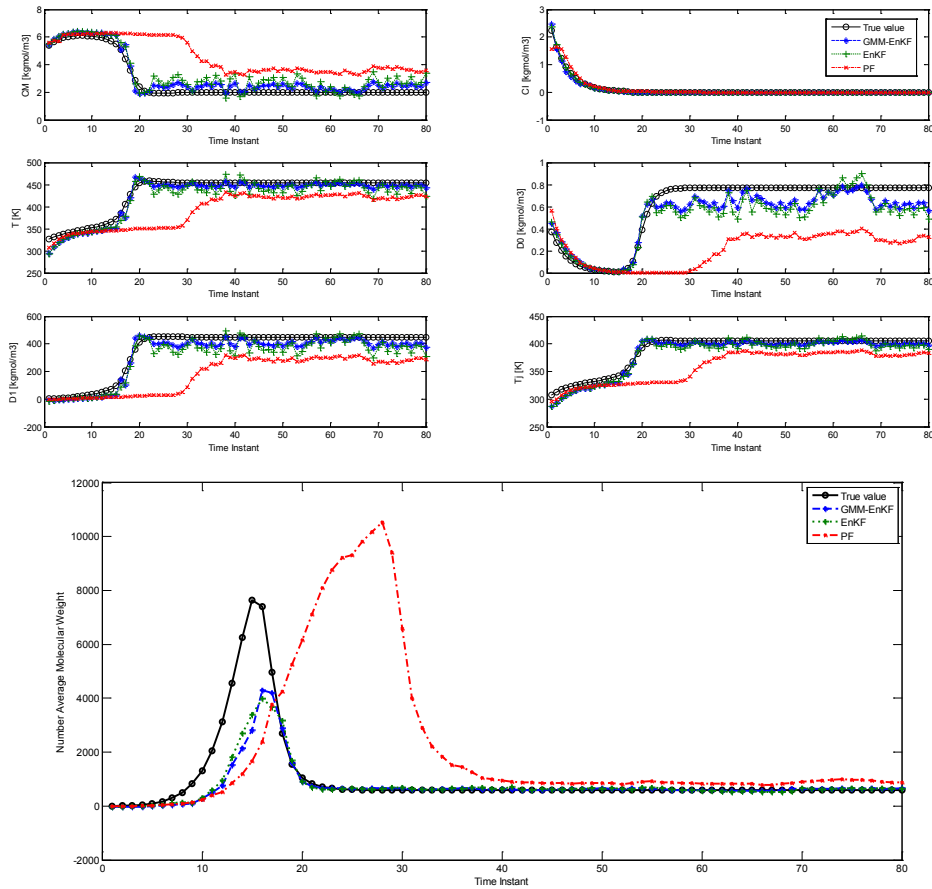 CM [kgmol/m3]
6
4
2
0
0 10 20 30 40 50 60 70 80
Time Instant
CI [kgmol/m3]
3
2
1
0
-1
0 10 20 30 40 50 60 70 80
Time Instant
True value
GMM-EnKF
EnKF
PF
T [K]
500
450
400
350
300
250
0 10 20 30 40 50 60 70 80
Time Instant
D0 [kgmol/m3]
1
0.8
0.6
0.4
0.2
0
0 10 20 30 40 50 60 70 80
Time Instant
D1 [kgmol/m3]
600
400
200
0
-200
0 10 20 30 40 50 60 70 80
Time Instant
Tj [K]
450
400
350
300
250
0 10 20 30 40 50 60 70 80
Time Instant
Number Average Molecular Weight
12000
10000
8000
6000
4000
2000
0
-2000
0 10 20 30 40 50 60 70 80
Time Instant
True value
GMM-EnKF
EnKF
PF